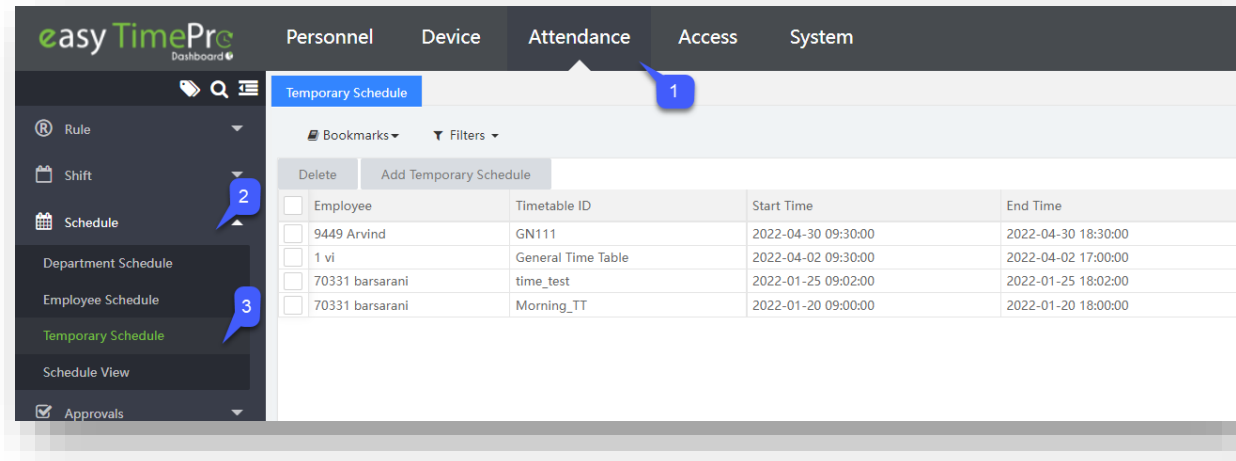 easy TimePro
Dashboard
Personnel Device Attendance Access System
1
Temporary Schedule
Rule
Bookmarks Filters
Shift
Delete Add Temporary Schedule
2
Employee Timetable ID Start Time End Time
Schedule
9449 Arvind GN111 2022-04-30 09:30:00 2022-04-30 18:30:00
1 vi General Time Table 2022-04-02 09:30:00 2022-04-02 17:00:00
Department Schedule
70331 barsarani time_test 2022-01-25 09:02:00 2022-01-25 18:02:00
Employee Schedule
3
70331 barsarani Morning_TT 2022-01-20 09:00:00 2022-01-20 18:00:00
Temporary Schedule
Schedule View
Approvals